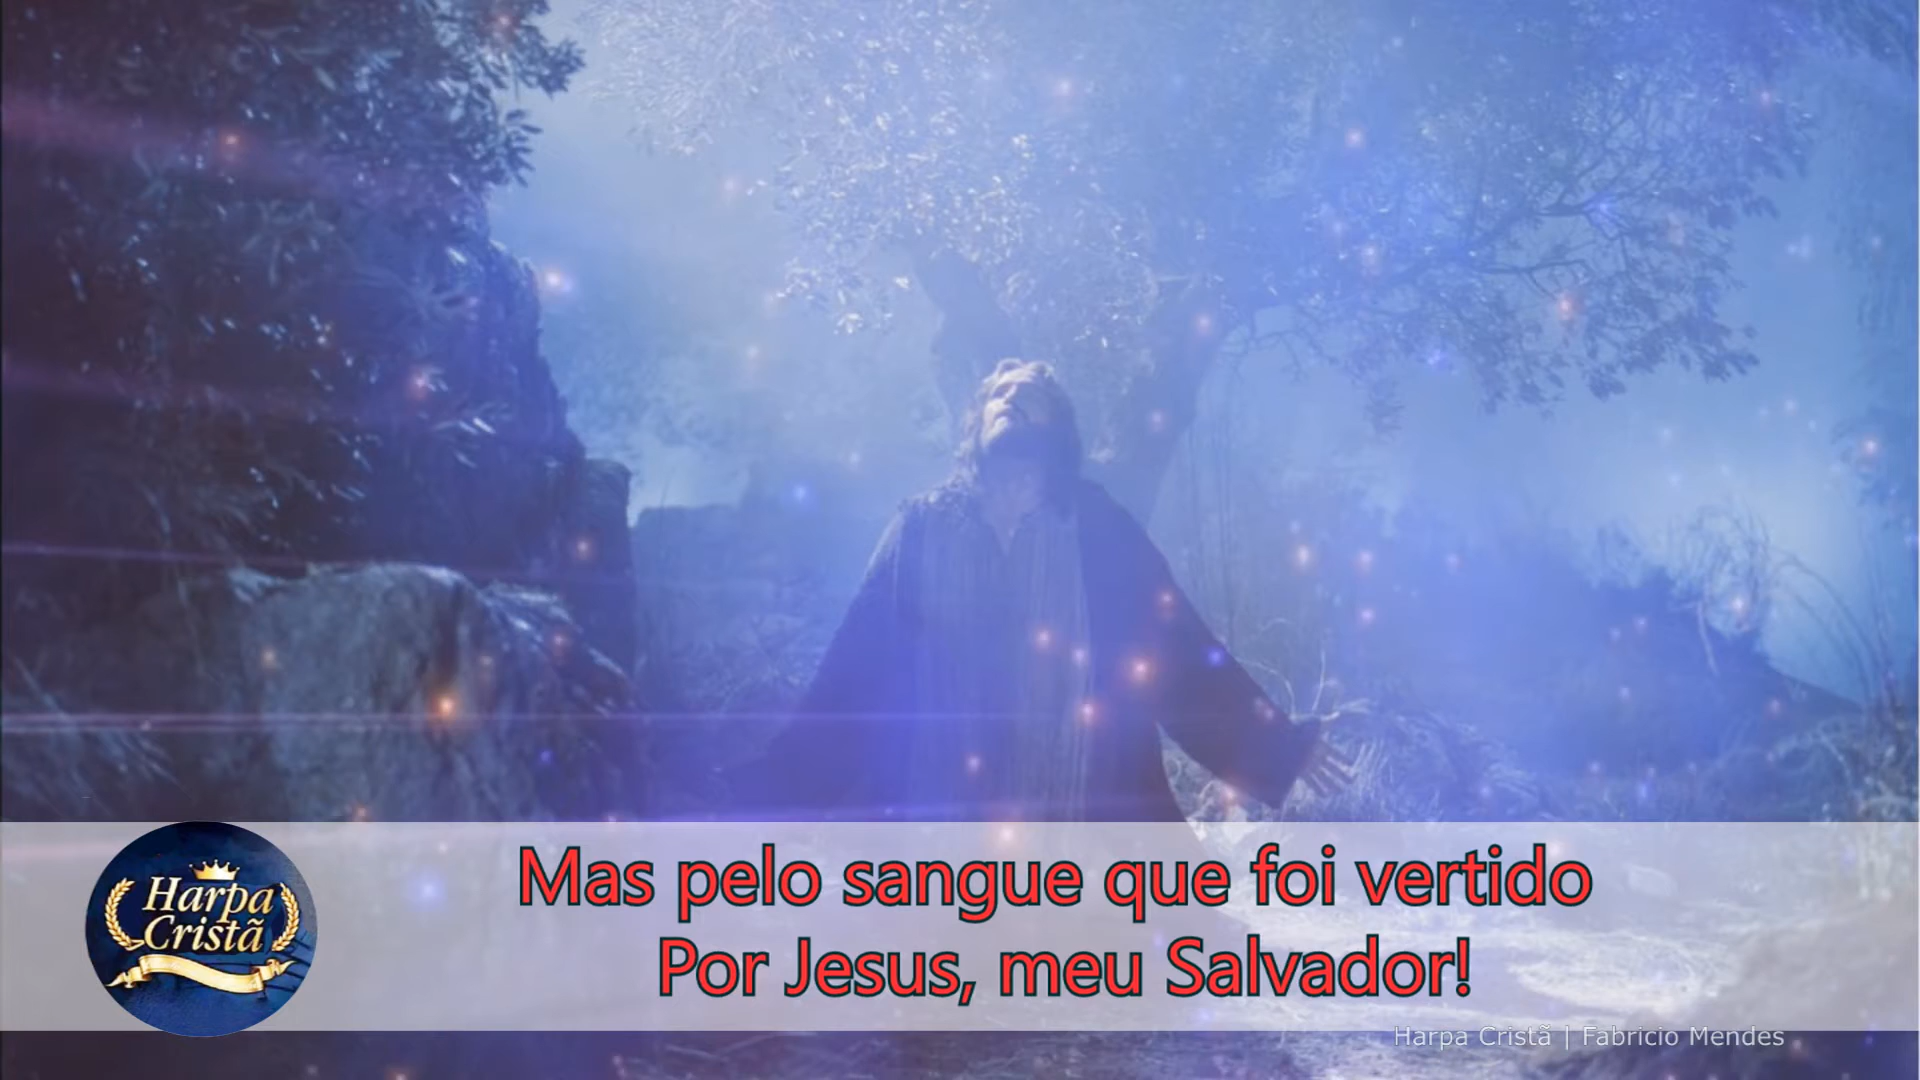 Mas pelo sangue que foi vertido
Por Jesus, meu Salvador!
Harpa
Cristã
Harpa Cristã | Fabricio Mendes